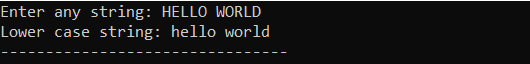 Enter any string: HELLO WORLD
Lower case string: hello world
--------------------------------